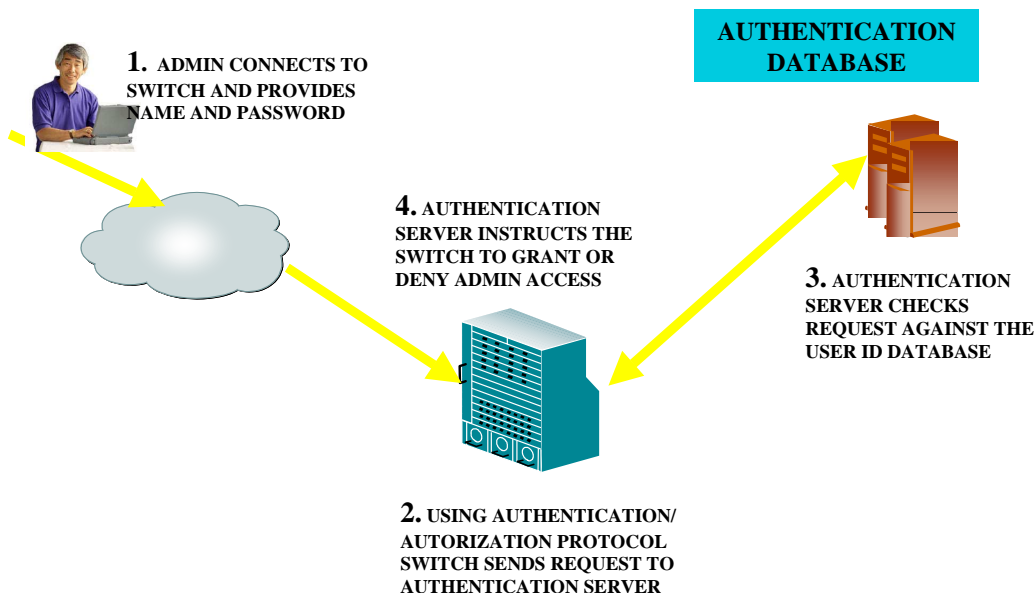 1. ADMIN CONNECTS TO
SWITCH AND PROVIDES
NAME AND PASSWORD
AUTHENTICATION
DATABASE
4. AUTHENTICATION
SERVER INSTRUCTS THE
SWITCH TO GRANT OR
DENY ADMIN ACCESS
3. AUTHENTICATION
SERVER CHECKS
REQUEST AGAINST THE
USER ID DATABASE
2. USING AUTHENTICATION/
AUTORIZATION PROTOCOL
SWITCH SENDS REQUEST TO
AUTHENTICATION SERVER